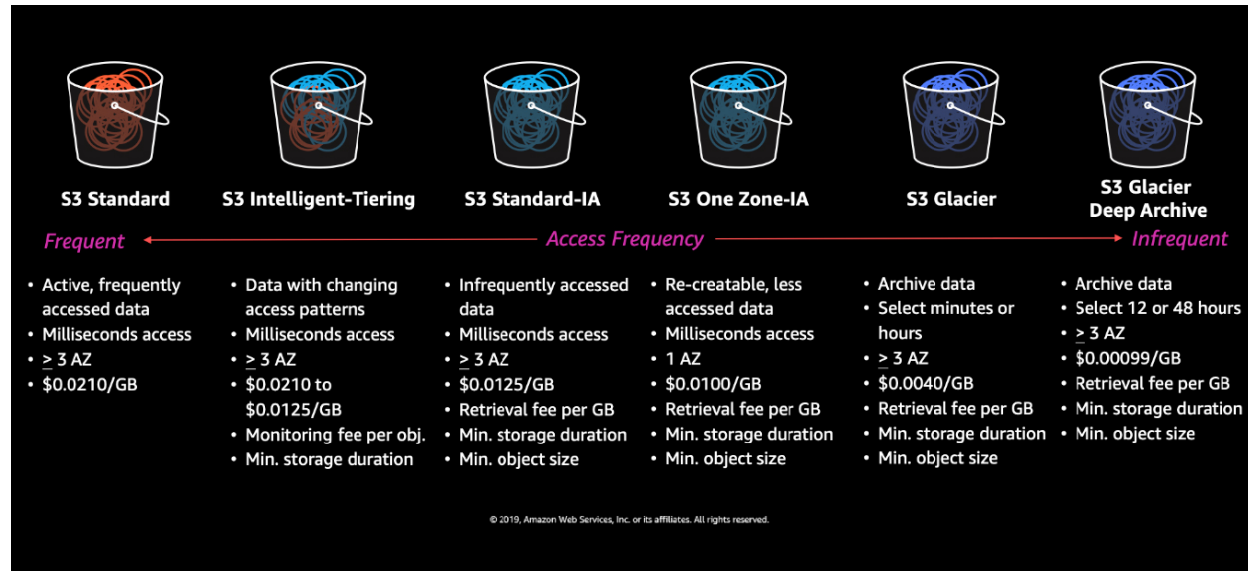 S3 Standard
S3 Intelligent-Tiering
S3 Standard-IA
S3 One Zone-IA
S3 Glacier
S3 Glacier
Deep Archive
Frequent
Access Frequency
Infrequent
• Active, frequently
accessed data
• Milliseconds access
• ≥ 3 AZ
• $0.0210/GB
• Data with changing
access patterns
• Milliseconds access
• ≥ 3 AZ
• $0.0210 to
$0.0125/GB
• Monitoring fee per obj.
• Min. storage duration
• Infrequently accessed
data
• Milliseconds access
• ≥ 3 AZ
• $0.0125/GB
• Retrieval fee per GB
• Min. storage duration
• Min. object size
• Re-creatable, less
accessed data
• Milliseconds access
• 1 AZ
• $0.0100/GB
• Retrieval fee per GB
• Min. storage duration
• Min. object size
• Archive data
• Select minutes or
hours
• ≥ 3 AZ
• $0.0040/GB
• Retrieval fee per GB
• Min. storage duration
• Min. object size
• Archive data
• Select 12 or 48 hours
• ≥ 3 AZ
• $0.00099/GB
• Retrieval fee per GB
• Min. storage duration
• Min. object size
© 2019, Amazon Web Services, Inc. or its affiliates. All rights reserved.